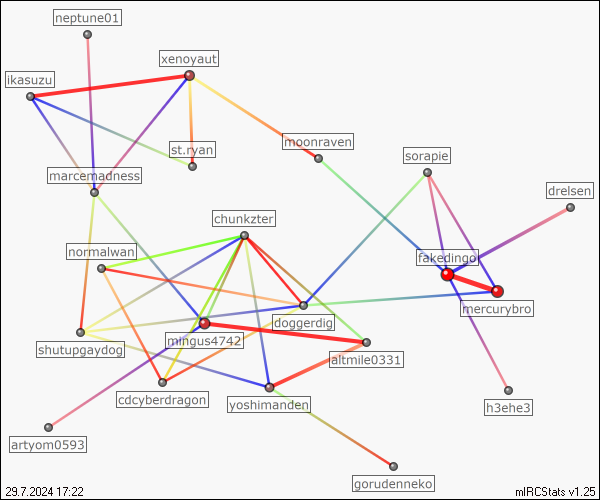 neptune01
xenoyaut
ikasuzu
st.ryan
moonraven
sorapie
marcemadness
drelsen
chunkzter
normalwan
fakedingo
mercurybro
doggerdig
mingus4742
shutupgaydog
altmile0331
cdcyberdragon
yoshimanden
h3ehe3
artyom0593
gorudenneko
29.7.2024 17:22
mIRCStats v1.25